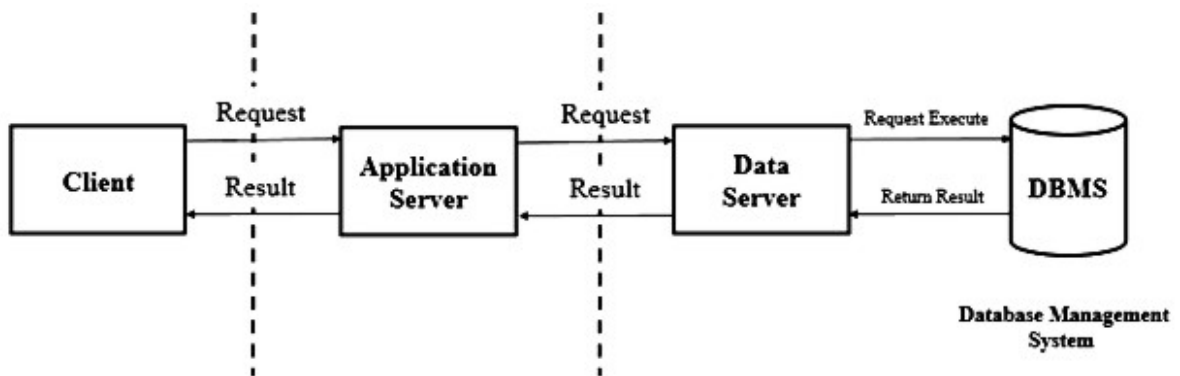 Request
Request
Request Execute
Client
Application
Server
Data
Server
DBMS
Result
Result
Return Result
Database Management
System